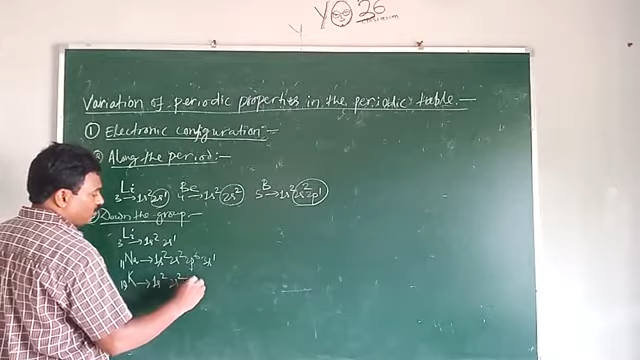 Variation of periodic properties in the periodic table.—
① Electronic configuration:-
Along the period:-
₃Li → 1s² 2s¹ ₄Be → 1s² 2s² ₅B → 1s² 2s² 2p¹
Down the group:-
₃Li → 1s² 2s¹
₁₁Na → 1s² 2s² 2p⁶ 3s¹
₁₉K → 1s² 2s²